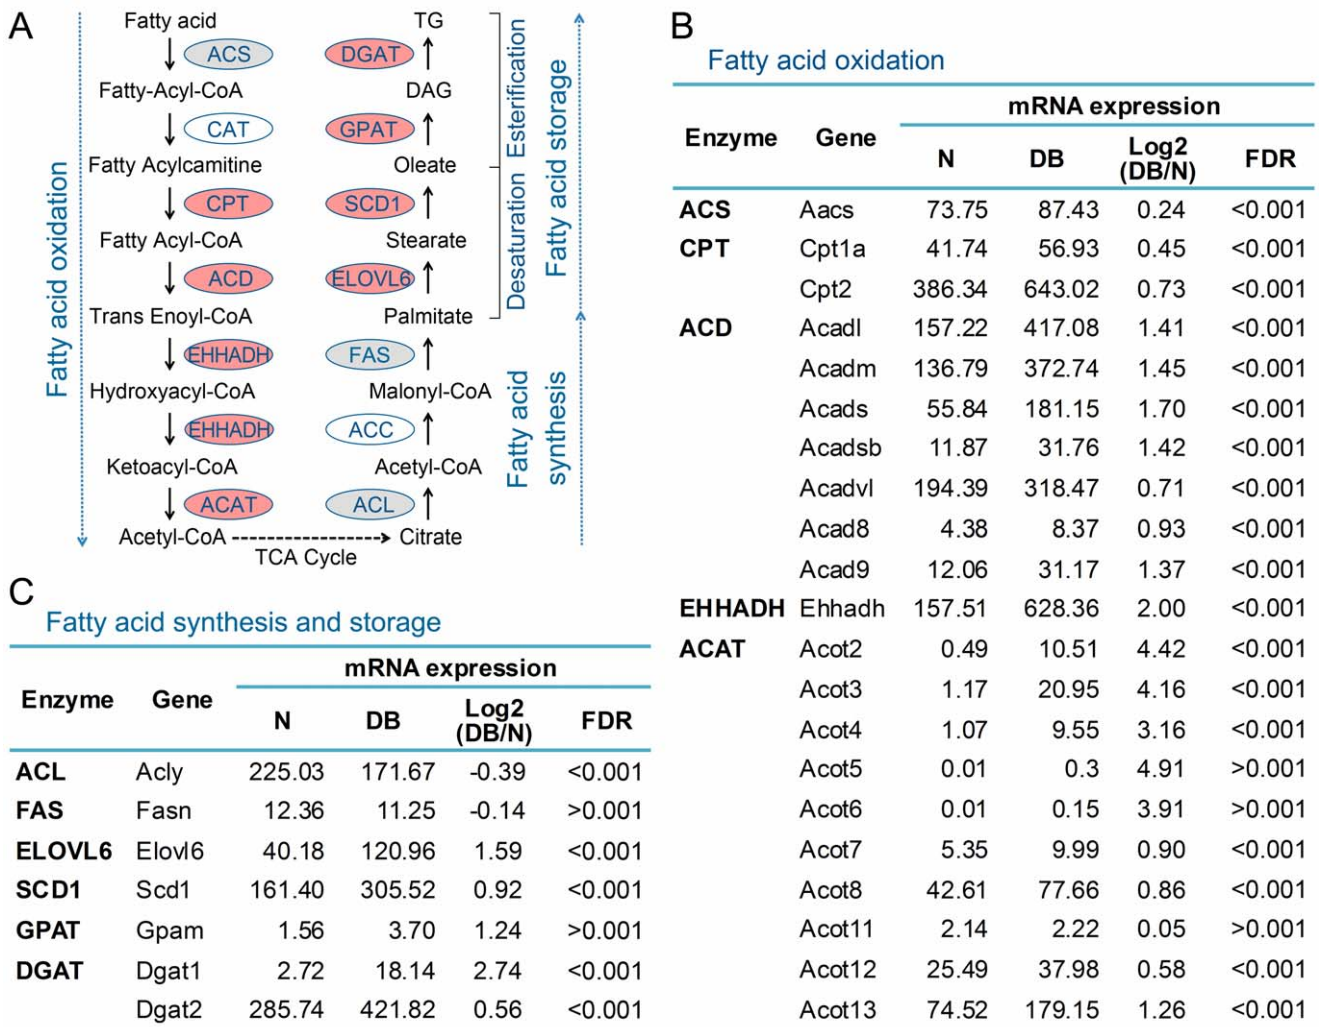 A
Fatty acid TG
ACS DGAT
Fatty-Acyl-CoA DAG
CAT GPAT
Fatty Acylcamitine Oleate
CPT SCD1
Fatty Acyl-CoA Stearate
ACD ELOVL6
Trans Enoyl-CoA Palmitate
EHHADH FAS
Hydroxyacyl-CoA Malonyl-CoA
EHHADH ACC
Ketoacyl-CoA Acetyl-CoA
ACAT ACL
Acetyl-CoA Citrate
TCA Cycle
Fatty acid oxidation
Esterification
Desaturation
Fatty acid storage
Fatty acid
synthesis
B
Fatty acid oxidation
mRNA expression
Enzyme Gene N DB Log2 (DB/N) FDR
ACS Aacs 73.75 87.43 0.24 <0.001
CPT Cpt1a 41.74 56.93 0.45 <0.001
Cpt2 386.34 643.02 0.73 <0.001
ACD Acadl 157.22 417.08 1.41 <0.001
Acadm 136.79 372.74 1.45 <0.001
Acads 55.84 181.15 1.70 <0.001
Acadsb 11.87 31.76 1.42 <0.001
Acadvl 194.39 318.47 0.71 <0.001
Acad8 4.38 8.37 0.93 <0.001
Acad9 12.06 31.17 1.37 <0.001
EHHADH Ehhadh 157.51 628.36 2.00 <0.001
ACAT Acot2 0.49 10.51 4.42 <0.001
Acot3 1.17 20.95 4.16 <0.001
Acot4 1.07 9.55 3.16 <0.001
Acot5 0.01 0.3 4.91 >0.001
Acot6 0.01 0.15 3.91 >0.001
Acot7 5.35 9.99 0.90 <0.001
Acot8 42.61 77.66 0.86 <0.001
Acot11 2.14 2.22 0.05 >0.001
Acot12 25.49 37.98 0.58 <0.001
Acot13 74.52 179.15 1.26 <0.001
C
Fatty acid synthesis and storage
mRNA expression
Enzyme Gene N DB Log2 (DB/N) FDR
ACL Acly 225.03 171.67 -0.39 <0.001
FAS Fasn 12.36 11.25 -0.14 >0.001
ELOVL6 Elovl6 40.18 120.96 1.59 <0.001
SCD1 Scd1 161.40 305.52 0.92 <0.001
GPAT Gpam 1.56 3.70 1.24 >0.001
DGAT Dgat1 2.72 18.14 2.74 <0.001
Dgat2 285.74 421.82 0.56 <0.001